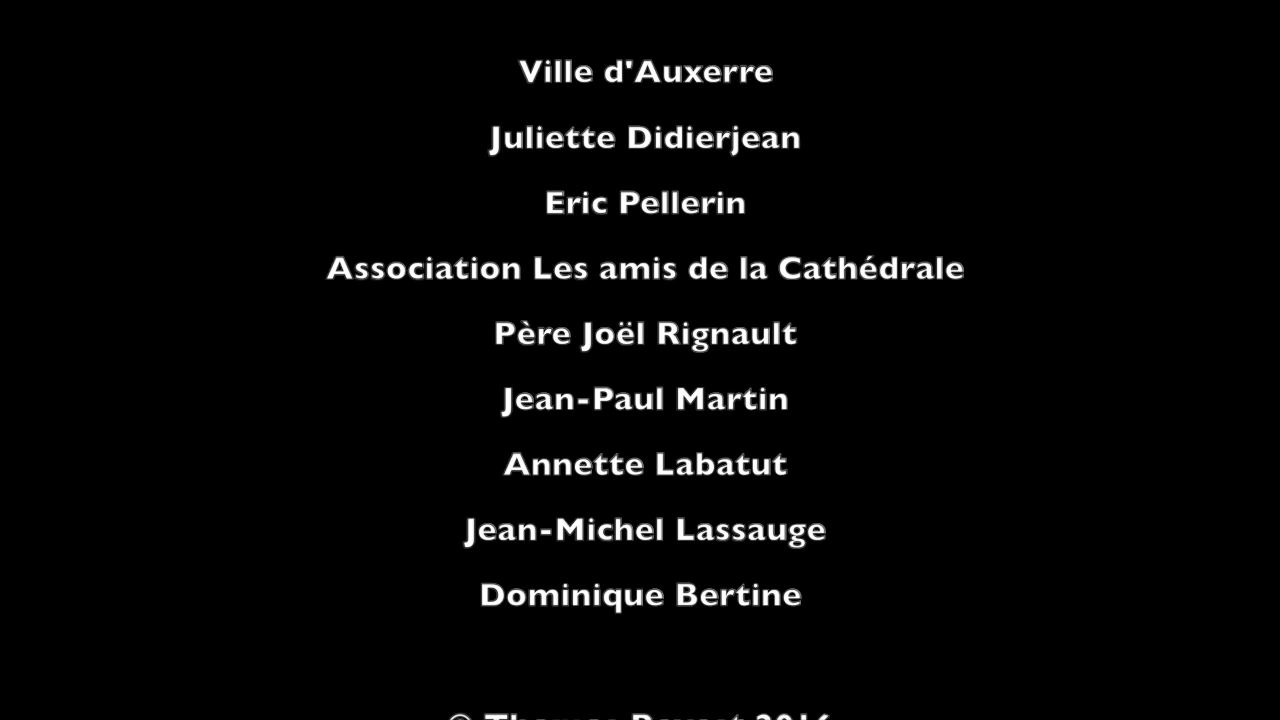 Ville d'Auxerre
Juliette Didierjean
Eric Pellerin
Association Les amis de la Cathédrale
Père Joël Rignault
Jean-Paul Martin
Annette Labatut
Jean-Michel Lassauge
Dominique Bertine
© Thomas